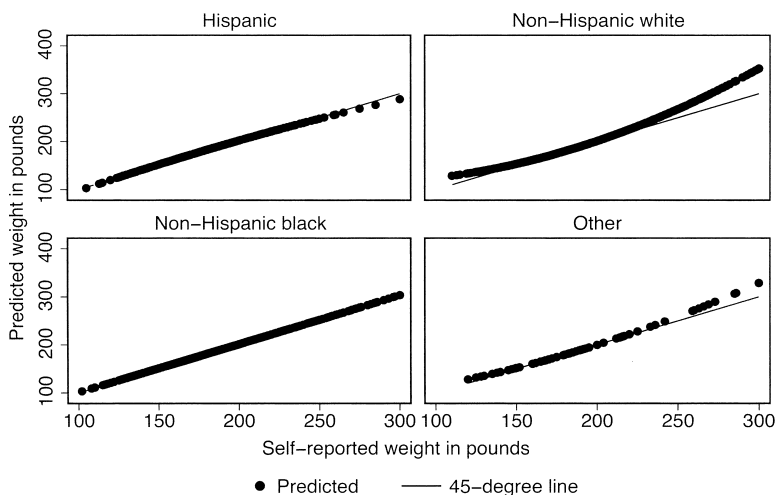 Hispanic
Non-Hispanic white
Predicted weight in pounds
400
300
200
100
Non-Hispanic black
Other
400
300
200
100
100 150 200 250 300
100 150 200 250 300
Self-reported weight in pounds
Predicted
45-degree line